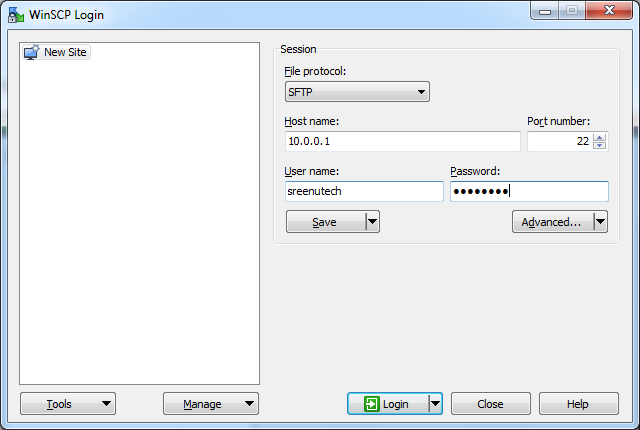 WinSCP Login
New Site
Session
File protocol:
SFTP
Host name: Port number:
10.0.0.1 22
User name: Password:
sreenutech ●●●●●●●●
Save Advanced...
Tools Manage Login Close Help